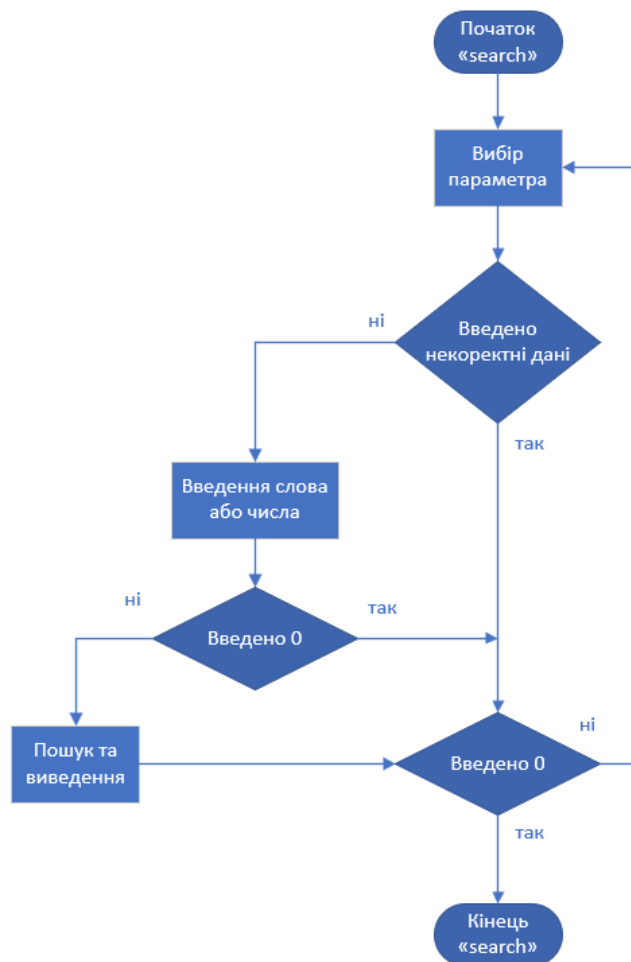 Початок
«search»
Вибір
параметра
ні
Введено
некоректні дані
так
Введення слова
або числа
ні
так
Введено 0
Пошук та
виведення
Введено 0
ні
так
Кінець
«search»